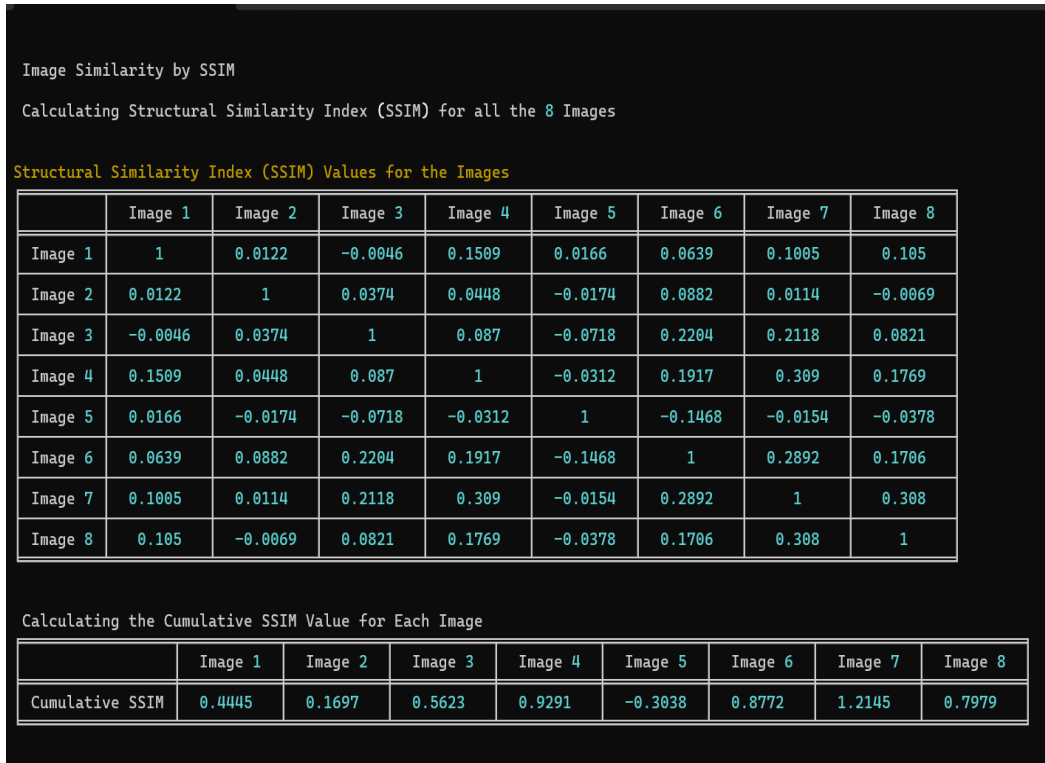 Image Similarity by SSIM
Calculating Structural Similarity Index (SSIM) for all the 8 Images
Structural Similarity Index (SSIM) Values for the Images
Image 1 Image 2 Image 3 Image 4 Image 5 Image 6 Image 7 Image 8
Image 1 1 0.0122 -0.0046 0.1509 0.0166 0.0639 0.1005 0.105
Image 2 0.0122 1 0.0374 0.0448 -0.0174 0.0882 0.0114 -0.0069
Image 3 -0.0046 0.0374 1 0.087 -0.0718 0.2204 0.2118 0.0821
Image 4 0.1509 0.0448 0.087 1 -0.0312 0.1917 0.309 0.1769
Image 5 0.0166 -0.0174 -0.0718 -0.0312 1 -0.1468 -0.0154 -0.0378
Image 6 0.0639 0.0882 0.2204 0.1917 -0.1468 1 0.2892 0.1706
Image 7 0.1005 0.0114 0.2118 0.309 -0.0154 0.2892 1 0.308
Image 8 0.105 -0.0069 0.0821 0.1769 -0.0378 0.1706 0.308 1
Calculating the Cumulative SSIM Value for Each Image
Image 1 Image 2 Image 3 Image 4 Image 5 Image 6 Image 7 Image 8
Cumulative SSIM 0.4445 0.1697 0.5623 0.9291 -0.3038 0.8772 1.2145 0.7979